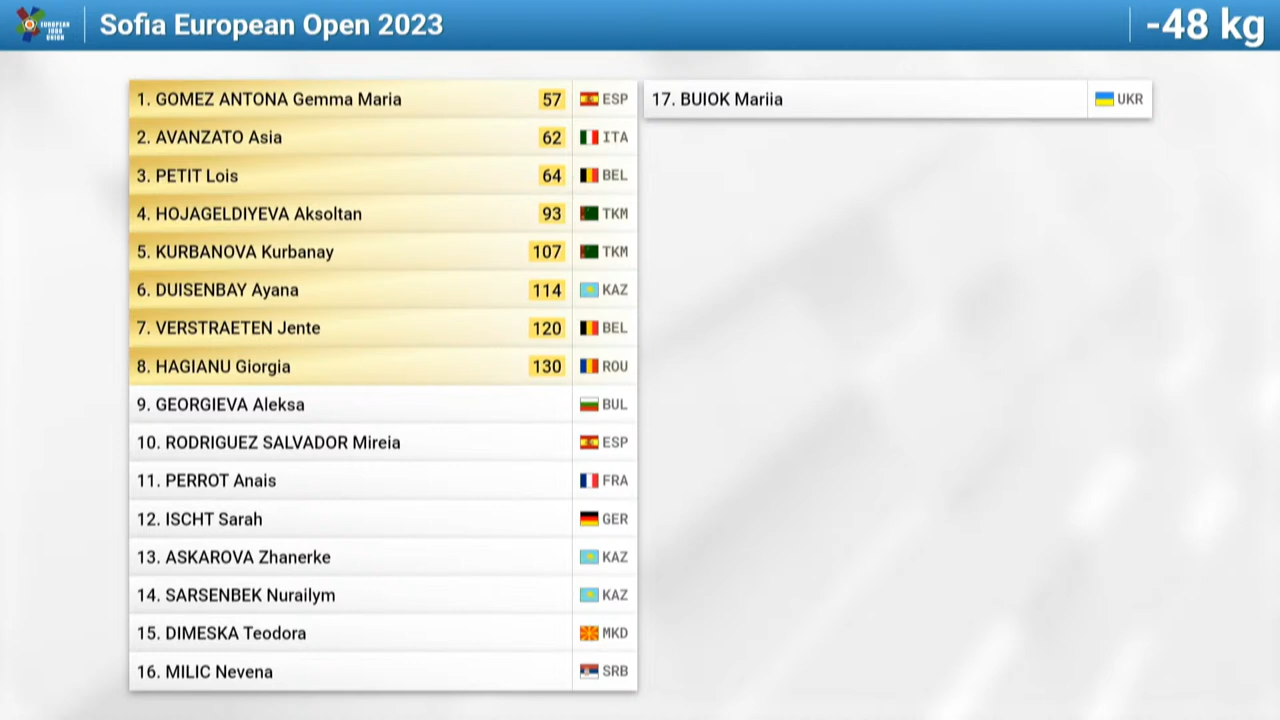 EUROPEAN
JUDO
UNION
Sofia European Open 2023
-48 kg
1. GOMEZ ANTONA Gemma Maria 57 ESP
2. AVANZATO Asia 62 ITA
3. PETIT Lois 64 BEL
4. HOJAGELDIYEVA Aksoltan 93 TKM
5. KURBANOVA Kurbanay 107 TKM
6. DUISENBAY Ayana 114 KAZ
7. VERSTRAETEN Jente 120 BEL
8. HAGIANU Giorgia 130 ROU
9. GEORGIEVA Aleksa BUL
10. RODRIGUEZ SALVADOR Mireia ESP
11. PERROT Anais FRA
12. ISCHT Sarah GER
13. ASKAROVA Zhanerke KAZ
14. SARSENBEK Nurailym KAZ
15. DIMESKA Teodora MKD
16. MILIC Nevena SRB
17. BUIOK Mariia UKR